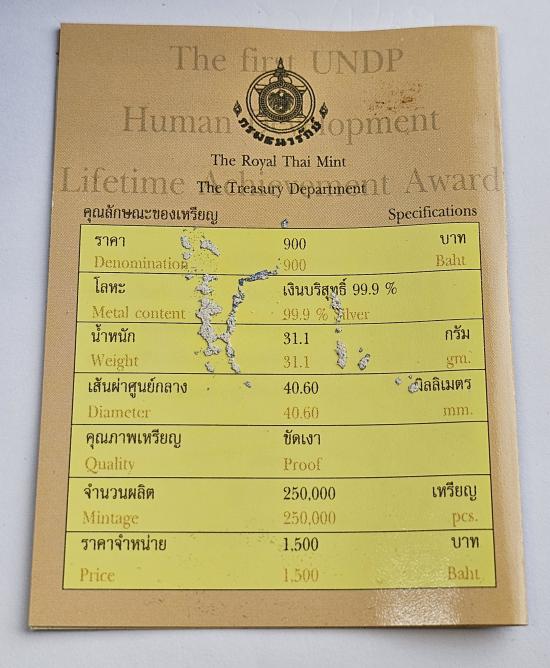 The first UNDP
Human Development
Lifetime Achievement Award
กรมธนารักษ์
The Royal Thai Mint
The Treasury Department
คุณลักษณะของเหรียญ Specifications
ราคา 900 บาท
Denomination 900 Baht
โลหะ เงินบริสุทธิ์ 99.9 %
Metal content 99.9 % silver
น้ำหนัก 31.1 กรัม
Weight 31.1 gm.
เส้นผ่าศูนย์กลาง 40.60 มิลลิเมตร
Diameter 40.60 mm.
คุณภาพเหรียญ ขัดเงา
Quality Proof
จำนวนผลิต 250,000 เหรียญ
Mintage 250,000 pcs.
ราคาจำหน่าย 1,500 บาท
Price 1,500 Baht